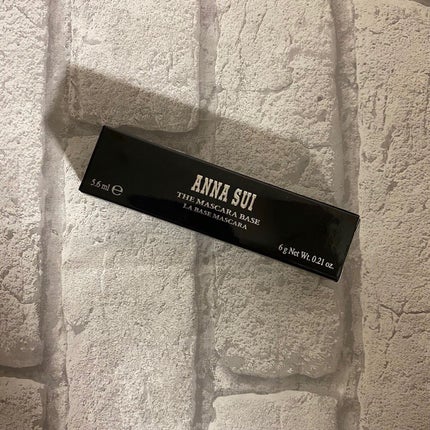 ANNA SUI
THE MASCARA BASE
LA BASE MASCARA
5.6 ml ℮
6 g Net Wt. 0.21 oz.